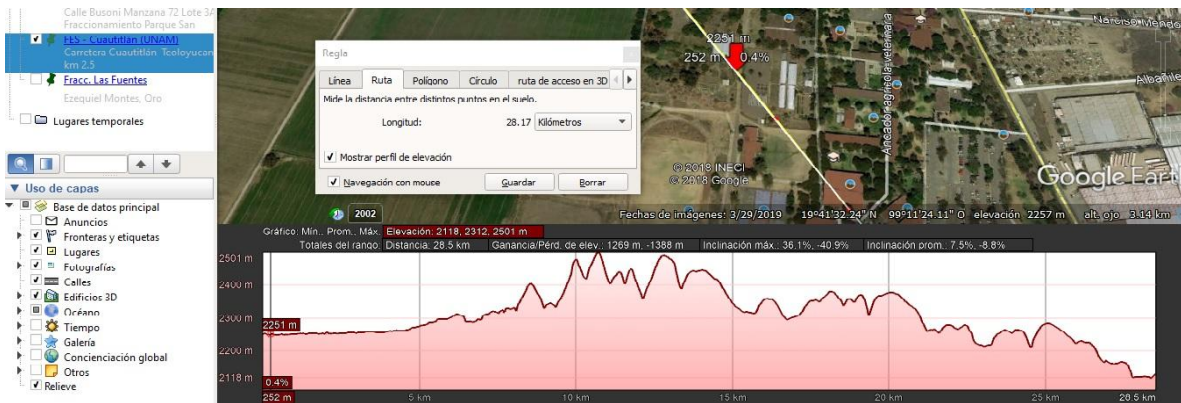 Calle Busoni Manzana 72 Lote 3A
Fraccionamiento Parque San
FES - Cuautitlán (UNAM)
Carretera Cuautitlán Teoloyucan
km 2.5
Fracc. Las Fuentes
Ezequiel Montes, Qro
Lugares temporales
Uso de capas
Base de datos principal
Anuncios
Fronteras y etiquetas
Lugares
Fotografías
Calles
Edificios 3D
Océano
Tiempo
Galería
Concienciación global
Otros
Relieve
Regla
Línea Ruta Polígono Círculo ruta de acceso en 3D
Mide la distancia entre distintos puntos en el suelo.
Longitud: 28.17 Kilómetros
Mostrar perfil de elevación
Navegación con mouse Guardar Borrar
2251 m
252 m 0.4%
Andador agrícola veterinaria
Narciso Mendo
Albañile
© 2018 INEGI
© 2018 Google
Google Eart
2002
Fechas de imágenes: 3/29/2019 19°41'32.24" N 99°11'24.11" O elevación 2257 m alt. ojo 3.14 km
Gráfico: Mín., Prom., Máx. Elevación: 2118, 2312, 2501 m
Totales del rango: Distancia: 28.5 km Ganancia/Pérd. de elev.: 1269 m, -1388 m Inclinación máx.: 36.1%, -40.9% Inclinación prom.: 7.5%, -8.8%
2501 m
2400 m
2300 m
2251 m
2200 m
2118 m
0.4%
252 m 5 km 10 km 15 km 20 km 25 km 28.5 km